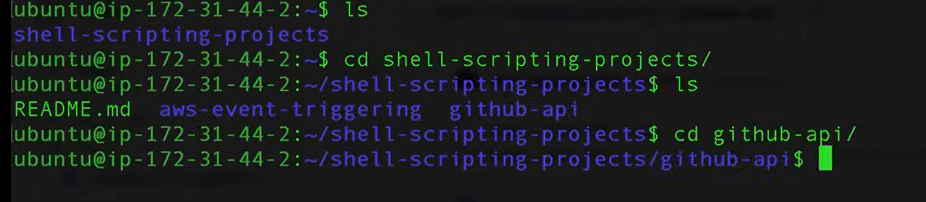 ubuntu@ip-172-31-44-2:~$ ls
shell-scripting-projects
ubuntu@ip-172-31-44-2:~$ cd shell-scripting-projects/
ubuntu@ip-172-31-44-2:~/shell-scripting-projects$ ls
README.md  aws-event-triggering  github-api
ubuntu@ip-172-31-44-2:~/shell-scripting-projects$ cd github-api/
ubuntu@ip-172-31-44-2:~/shell-scripting-projects/github-api$